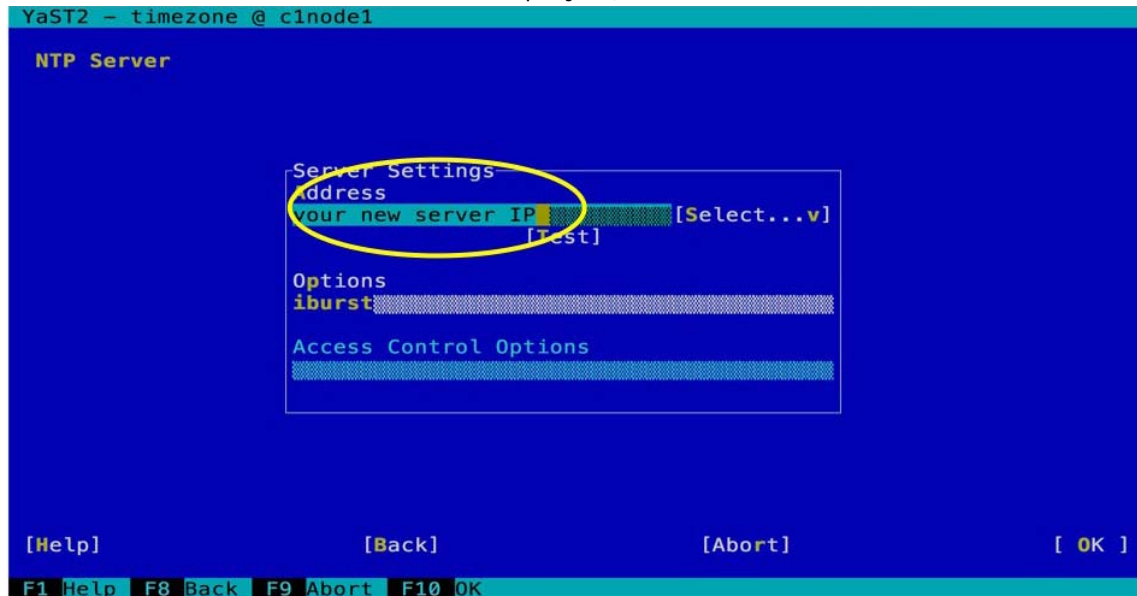 YaST2 - timezone @ c1node1
NTP Server
Server Settings
Address
your new server IP [Select...v]
[Test]
Options
iburst
Access Control Options
[Help] [Back] [Abort] [ OK ]
F1 Help F8 Back F9 Abort F10 OK